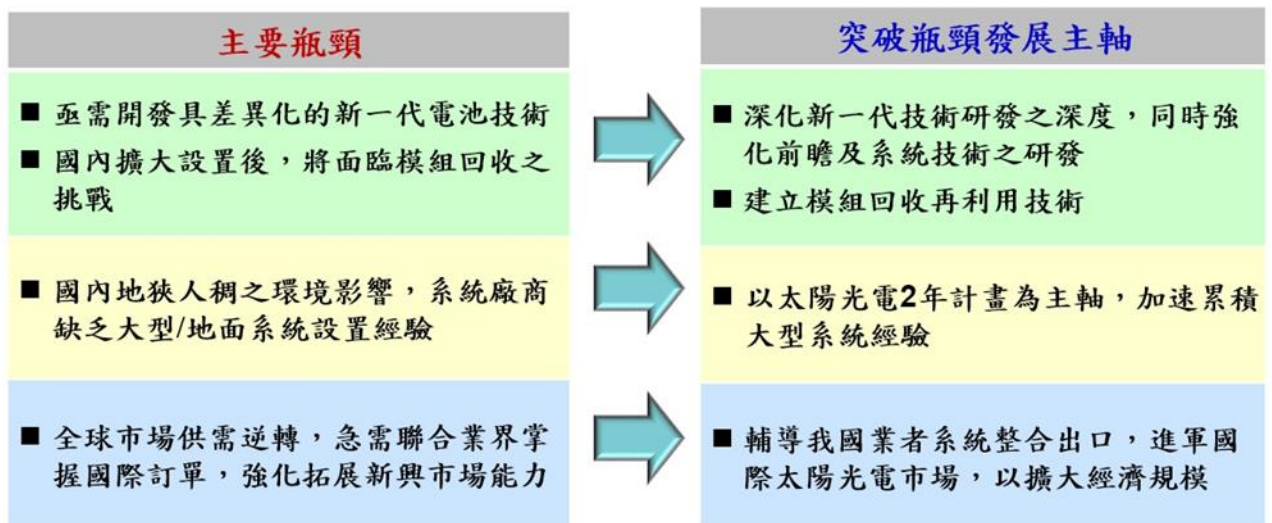 主要瓶頸
■ 亟需開發具差異化的新一代電池技術
■ 國內擴大設置後，將面臨模組回收之
挑戰
■ 國內地狹人稠之環境影響，系統廠商
缺乏大型/地面系統設置經驗
■ 全球市場供需逆轉，急需聯合業界掌
握國際訂單，強化拓展新興市場能力
突破瓶頸發展主軸
■ 深化新一代技術研發之深度，同時強
化前瞻及系統技術之研發
■ 建立模組回收再利用技術
■ 以太陽光電2年計畫為主軸，加速累積
大型系統經驗
■ 輔導我國業者系統整合出口，進軍國
際太陽光電市場，以擴大經濟規模